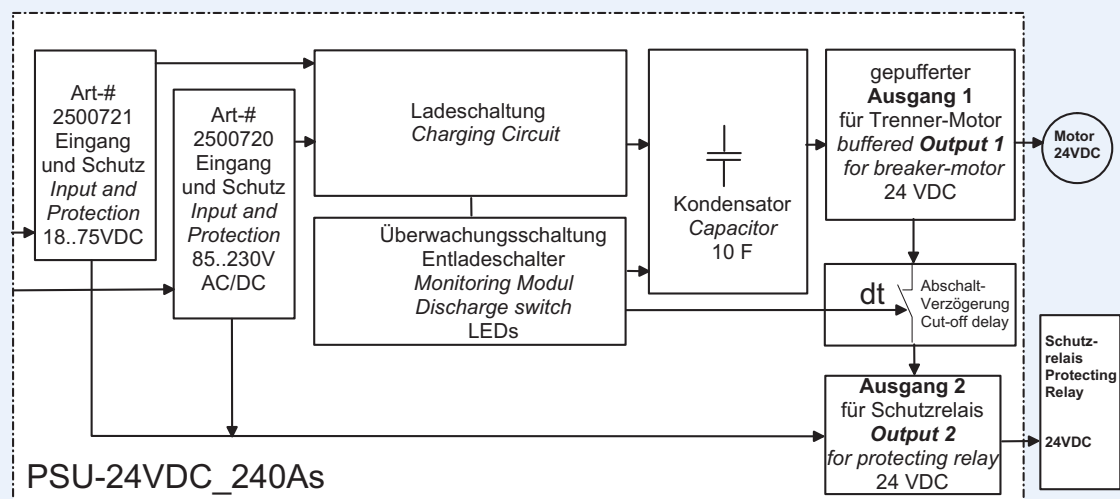 Art-#
2500721
Eingang
und Schutz
Input and
Protection
18..75VDC
Art-#
2500720
Eingang
und Schutz
Input and
Protection
85..230V
AC/DC
Ladeschaltung
Charging Circuit
Überwachungsschaltung
Entladeschalter
Monitoring Modul
Discharge switch
LEDs
Kondensator
Capacitor
10 F
gepufferter
Ausgang 1
für Trenner-Motor
buffered Output 1
for breaker-motor
24 VDC
Motor
24VDC
dt
Abschalt-
Verzögerung
Cut-off delay
Ausgang 2
für Schutzrelais
Output 2
for protecting relay
24 VDC
Schutz-
relais
Protecting
Relay
24VDC
PSU-24VDC_240As